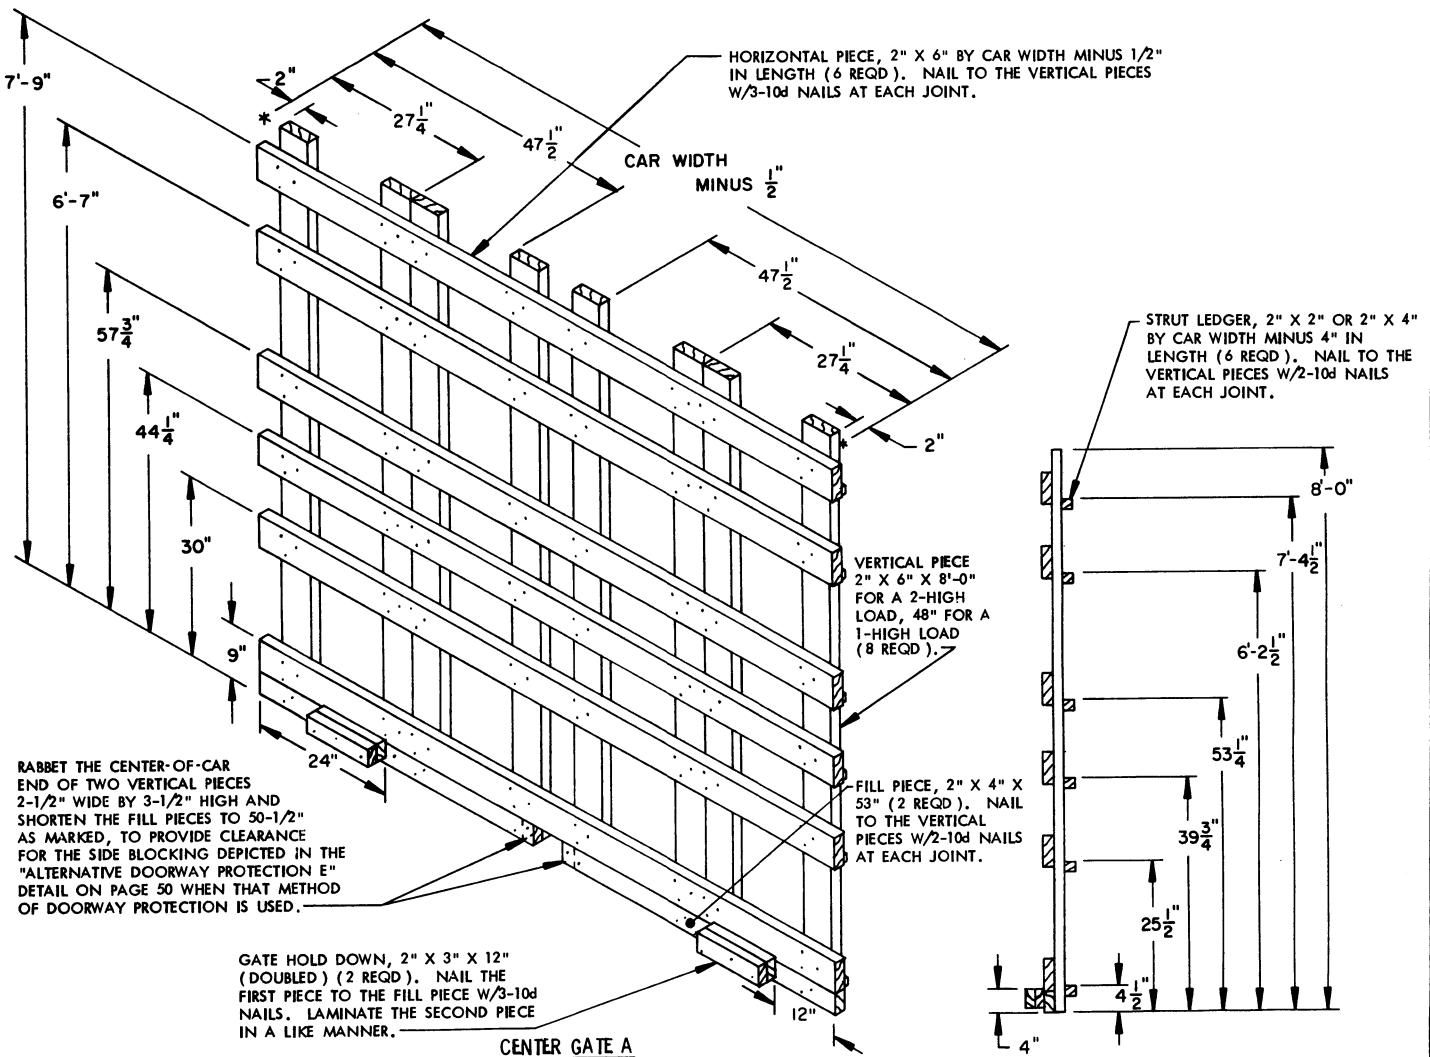 HORIZONTAL PIECE, 2" X 6" BY CAR WIDTH MINUS 1/2"
IN LENGTH (6 REQD). NAIL TO THE VERTICAL PIECES
W/3-10d NAILS AT EACH JOINT.
7'-9"
2"
*
27 1/4"
47 1/2"
CAR WIDTH
MINUS 1/2"
6'-7"
57 3/4"
44 1/4"
30"
9"
24"
47 1/2"
27 1/4"
*
2"
STRUT LEDGER, 2" X 2" OR 2" X 4"
BY CAR WIDTH MINUS 4" IN
LENGTH (6 REQD). NAIL TO THE
VERTICAL PIECES W/2-10d NAILS
AT EACH JOINT.
8'-0"
7'-4 1/2"
6'-2 1/2"
53 1/4"
39 3/4"
25 1/2"
4 1/2"
4"
VERTICAL PIECE
2" X 6" X 8'-0"
FOR A 2-HIGH
LOAD, 48" FOR A
1-HIGH LOAD
(8 REQD).
FILL PIECE, 2" X 4" X
53" (2 REQD). NAIL
TO THE VERTICAL
PIECES W/2-10d NAILS
AT EACH JOINT.
RABBET THE CENTER-OF-CAR
END OF TWO VERTICAL PIECES
2-1/2" WIDE BY 3-1/2" HIGH AND
SHORTEN THE FILL PIECES TO 50-1/2"
AS MARKED, TO PROVIDE CLEARANCE
FOR THE SIDE BLOCKING DEPICTED IN THE
"ALTERNATIVE DOORWAY PROTECTION E"
DETAIL ON PAGE 50 WHEN THAT METHOD
OF DOORWAY PROTECTION IS USED.
GATE HOLD DOWN, 2" X 3" X 12"
(DOUBLED) (2 REQD). NAIL THE
FIRST PIECE TO THE FILL PIECE W/3-10d
NAILS. LAMINATE THE SECOND PIECE
IN A LIKE MANNER.
12"
CENTER GATE A